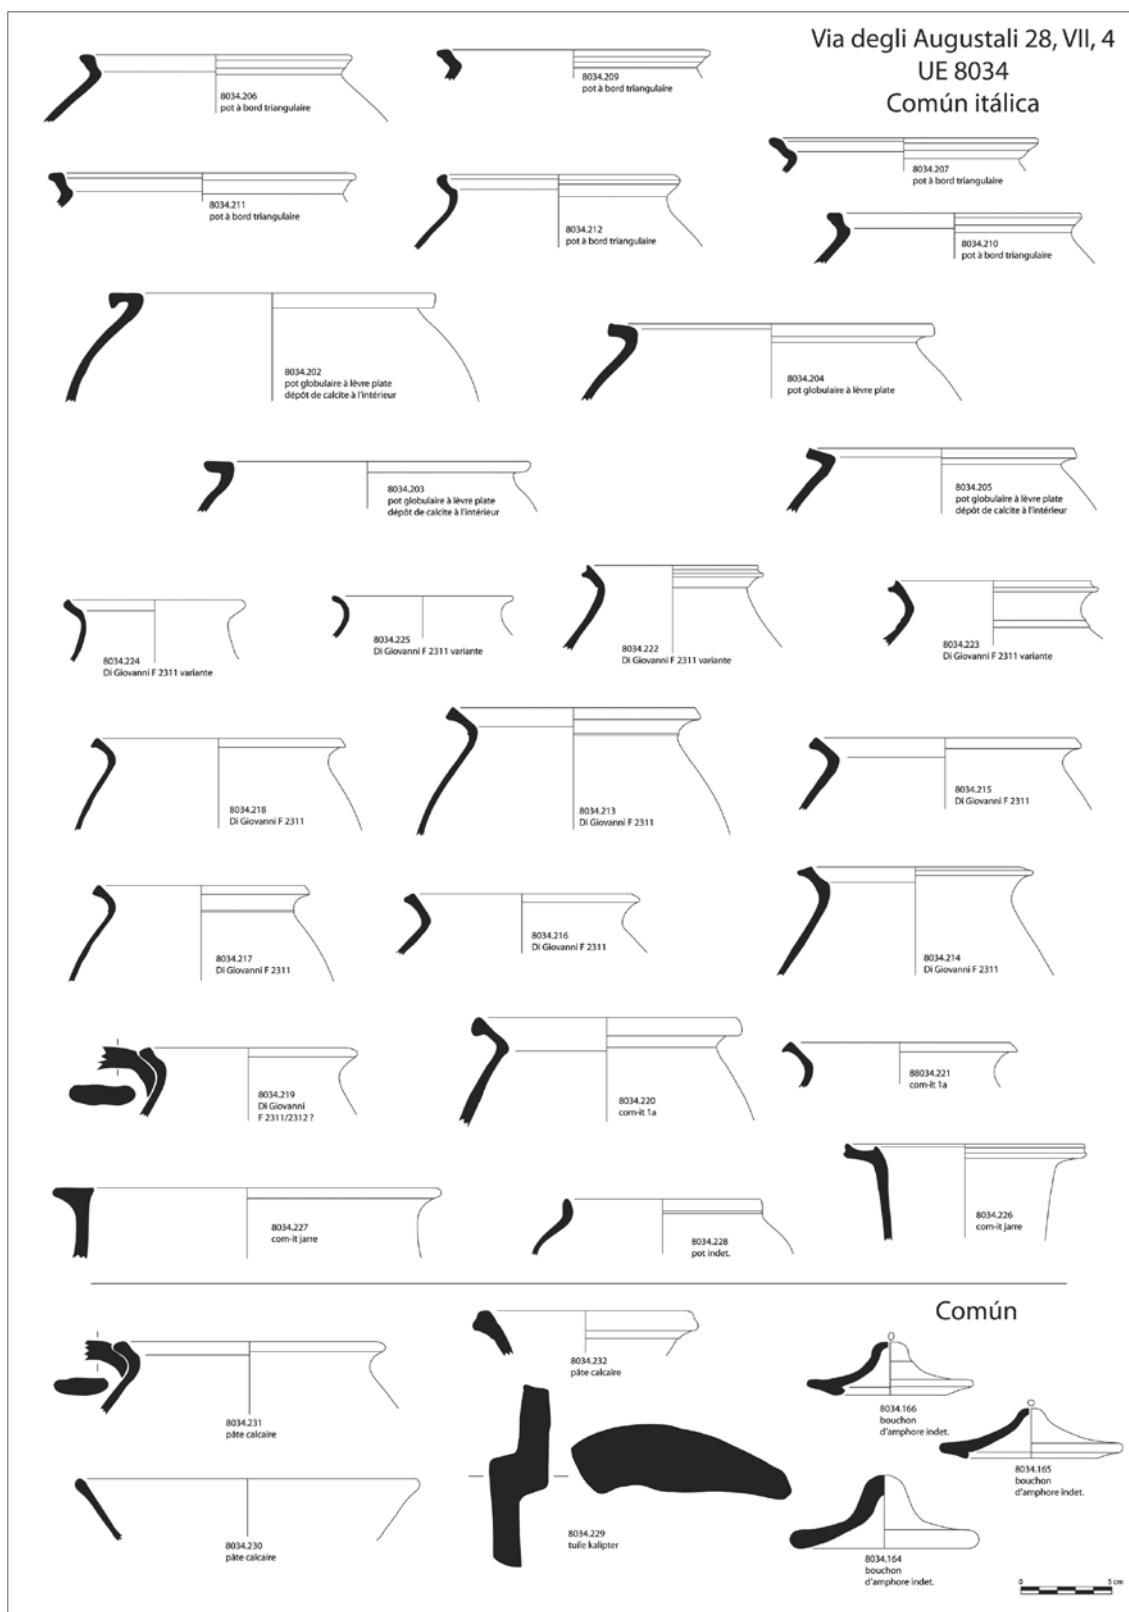 Via degli Augustali 28, VII, 4
UE 8034
Común itálica
8034.206
pot à bord triangulaire
8034.209
pot à bord triangulaire
8034.207
pot à bord triangulaire
8034.211
pot à bord triangulaire
8034.212
pot à bord triangulaire
8034.210
pot à bord triangulaire
8034.202
pot globulaire à lèvre plate
dépôt de calcite à l'intérieur
8034.204
pot globulaire à lèvre plate
8034.203
pot globulaire à lèvre plate
dépôt de calcite à l'intérieur
8034.205
pot globulaire à lèvre plate
dépôt de calcite à l'intérieur
8034.224
Di Giovanni F 2311 variante
8034.225
Di Giovanni F 2311 variante
8034.222
Di Giovanni F 2311 variante
8034.223
Di Giovanni F 2311 variante
8034.218
Di Giovanni F 2311
8034.213
Di Giovanni F 2311
8034.215
Di Giovanni F 2311
8034.217
Di Giovanni F 2311
8034.216
Di Giovanni F 2311
8034.214
Di Giovanni F 2311
8034.219
Di Giovanni
F 2311/2312 ?
8034.220
com-it 1a
88034.221
com-it 1a
8034.227
com-it jarre
8034.228
pot indet.
8034.226
com-it jarre
Común
8034.231
pâte calcaire
8034.232
pâte calcaire
8034.166
bouchon
d'amphore indet.
8034.165
bouchon
d'amphore indet.
8034.230
pâte calcaire
8034.229
tuile kalipter
8034.164
bouchon
d'amphore indet.
0 5 cm